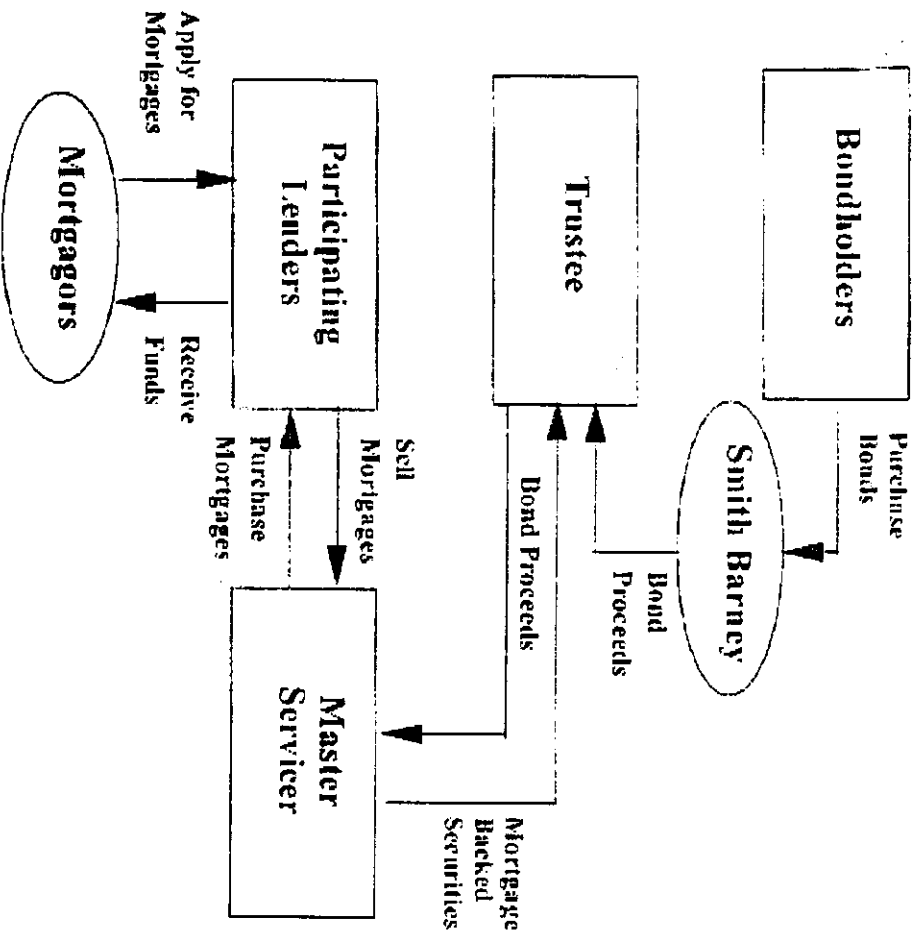 Bondholders
Purchase
Bonds
Smith Barney
Bond
Proceeds
Trustee
Bond Proceeds
Mortgage
Backed
Securities
Participating
Lenders
Sell
Mortgages
Purchase
Mortgages
Master
Servicer
Apply for
Mortgages
Receive
Funds
Mortgagors